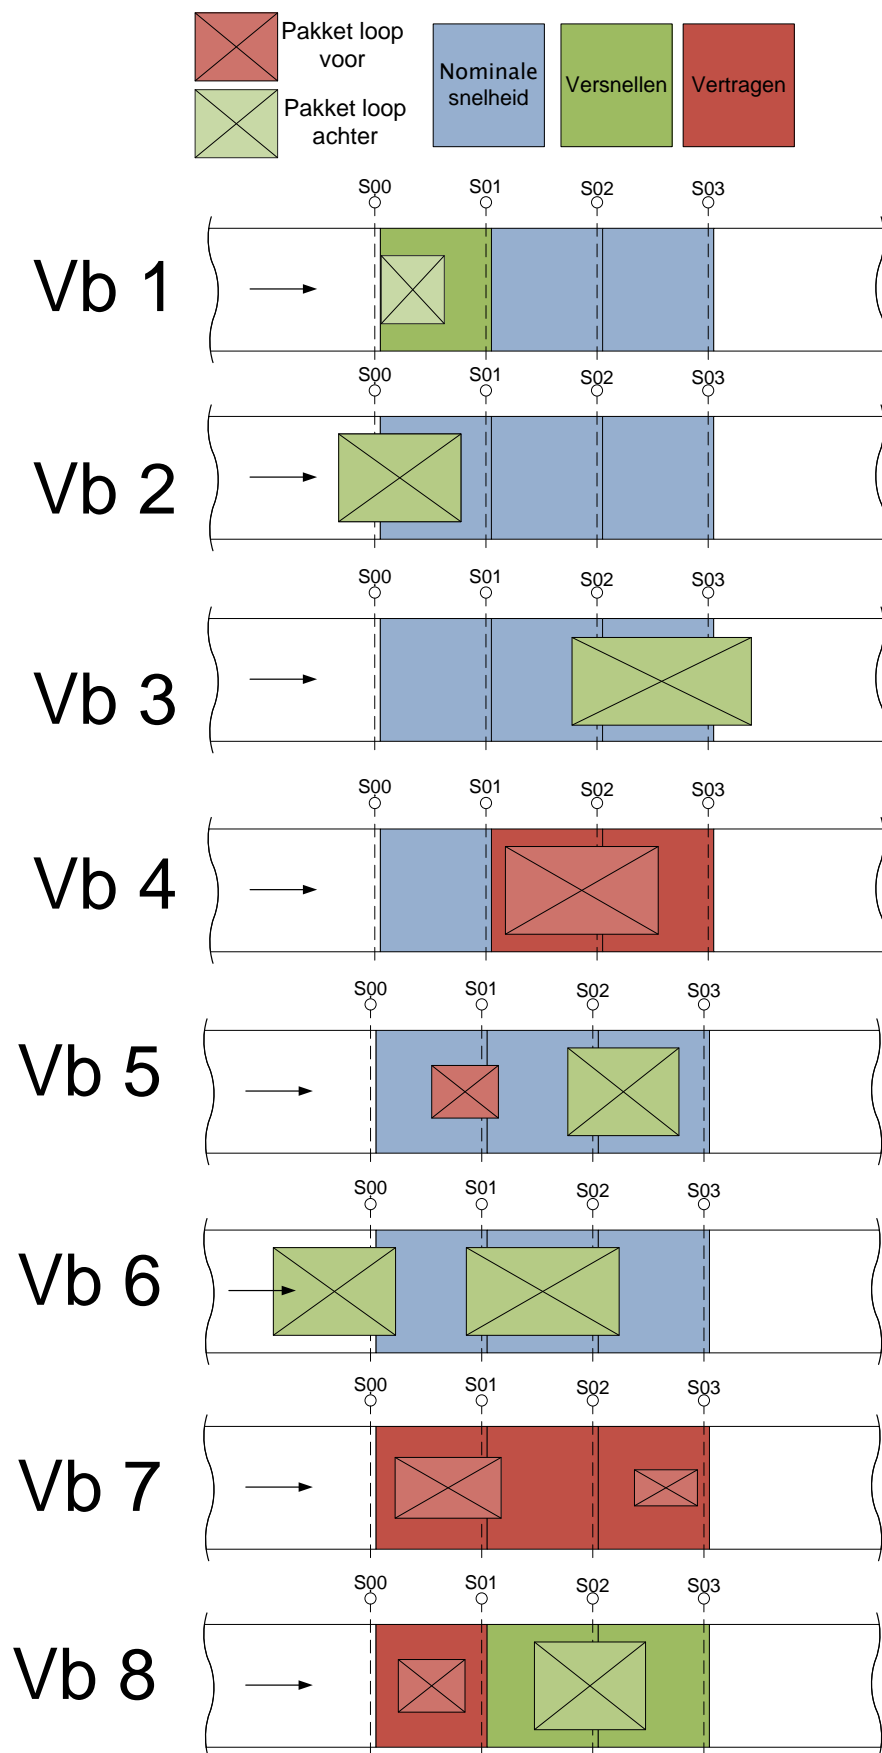 Pakket loop
voor
Pakket loop
achter
Nominale
snelheid
Versnellen
Vertragen
S00 S01 S02 S03
Vb 1
S00 S01 S02 S03
Vb 2
S00 S01 S02 S03
Vb 3
S00 S01 S02 S03
Vb 4
S00 S01 S02 S03
Vb 5
S00 S01 S02 S03
Vb 6
S00 S01 S02 S03
Vb 7
S00 S01 S02 S03
Vb 8